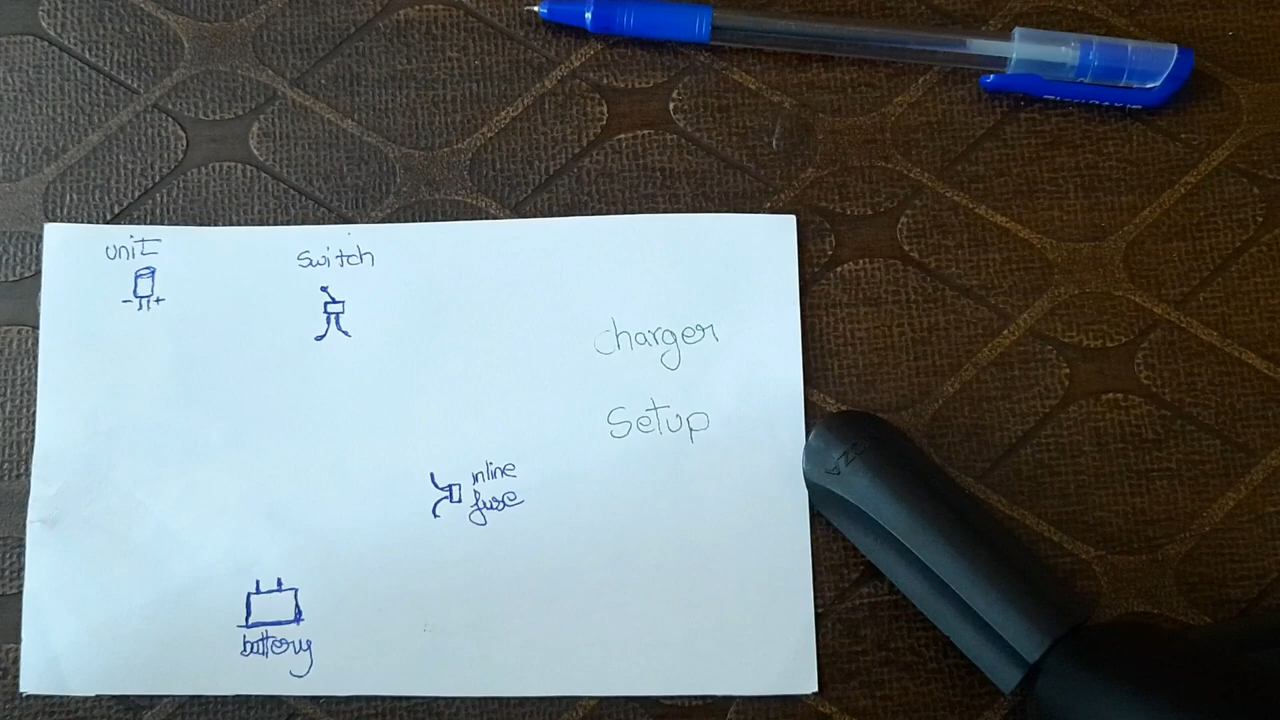 unit
switch
- +
charger
setup
inline
fuse
battery